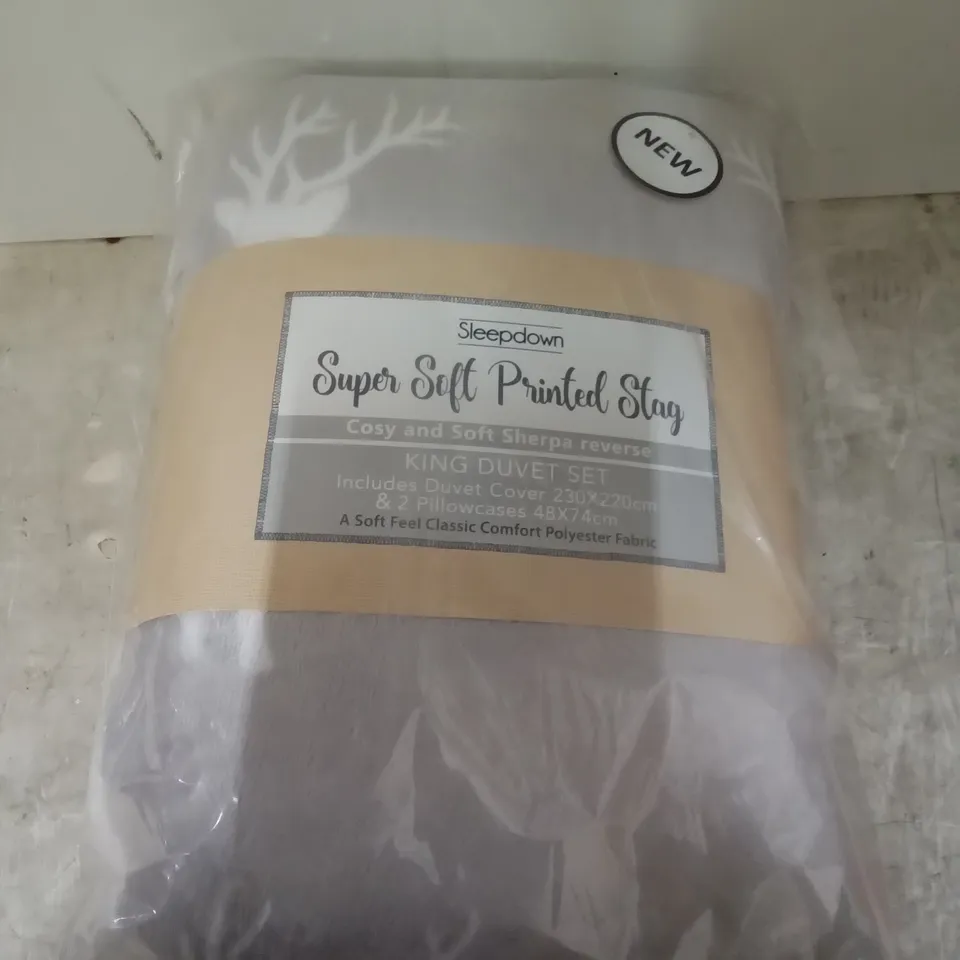 NEW
Sleepdown
Super Soft Printed Stag
Cosy and Soft Sherpa reverse
KING DUVET SET
Includes Duvet Cover 230X220cm
& 2 Pillowcases 48X74cm
A Soft Feel Classic Comfort Polyester Fabric